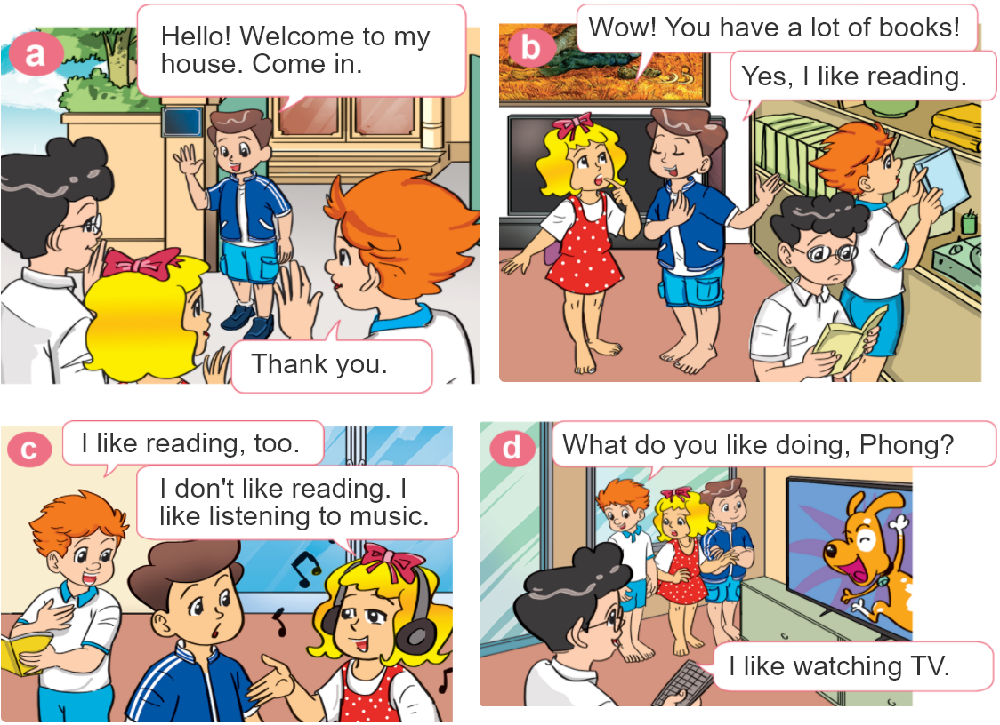 a
Hello! Welcome to my
house. Come in.
Thank you.
b
Wow! You have a lot of books!
Yes, I like reading.
c
I like reading, too.
I don't like reading. I
like listening to music.
d
What do you like doing, Phong?
I like watching TV.